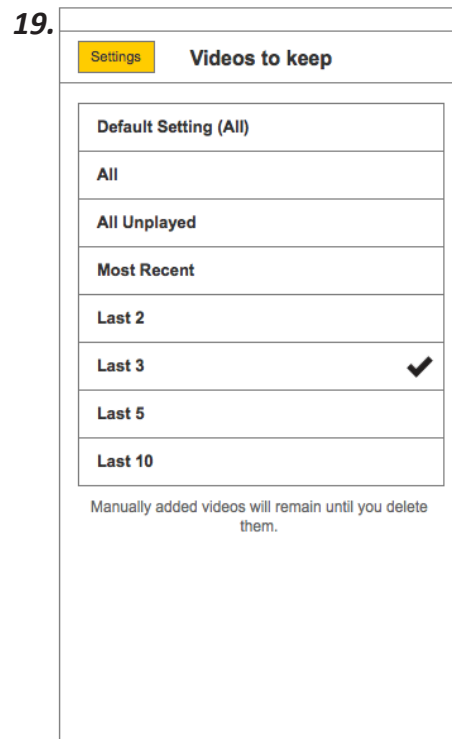 19.
Settings Videos to keep
Default Setting (All)
All
All Unplayed
Most Recent
Last 2
Last 3
Last 5
Last 10
Manually added videos will remain until you delete
them.